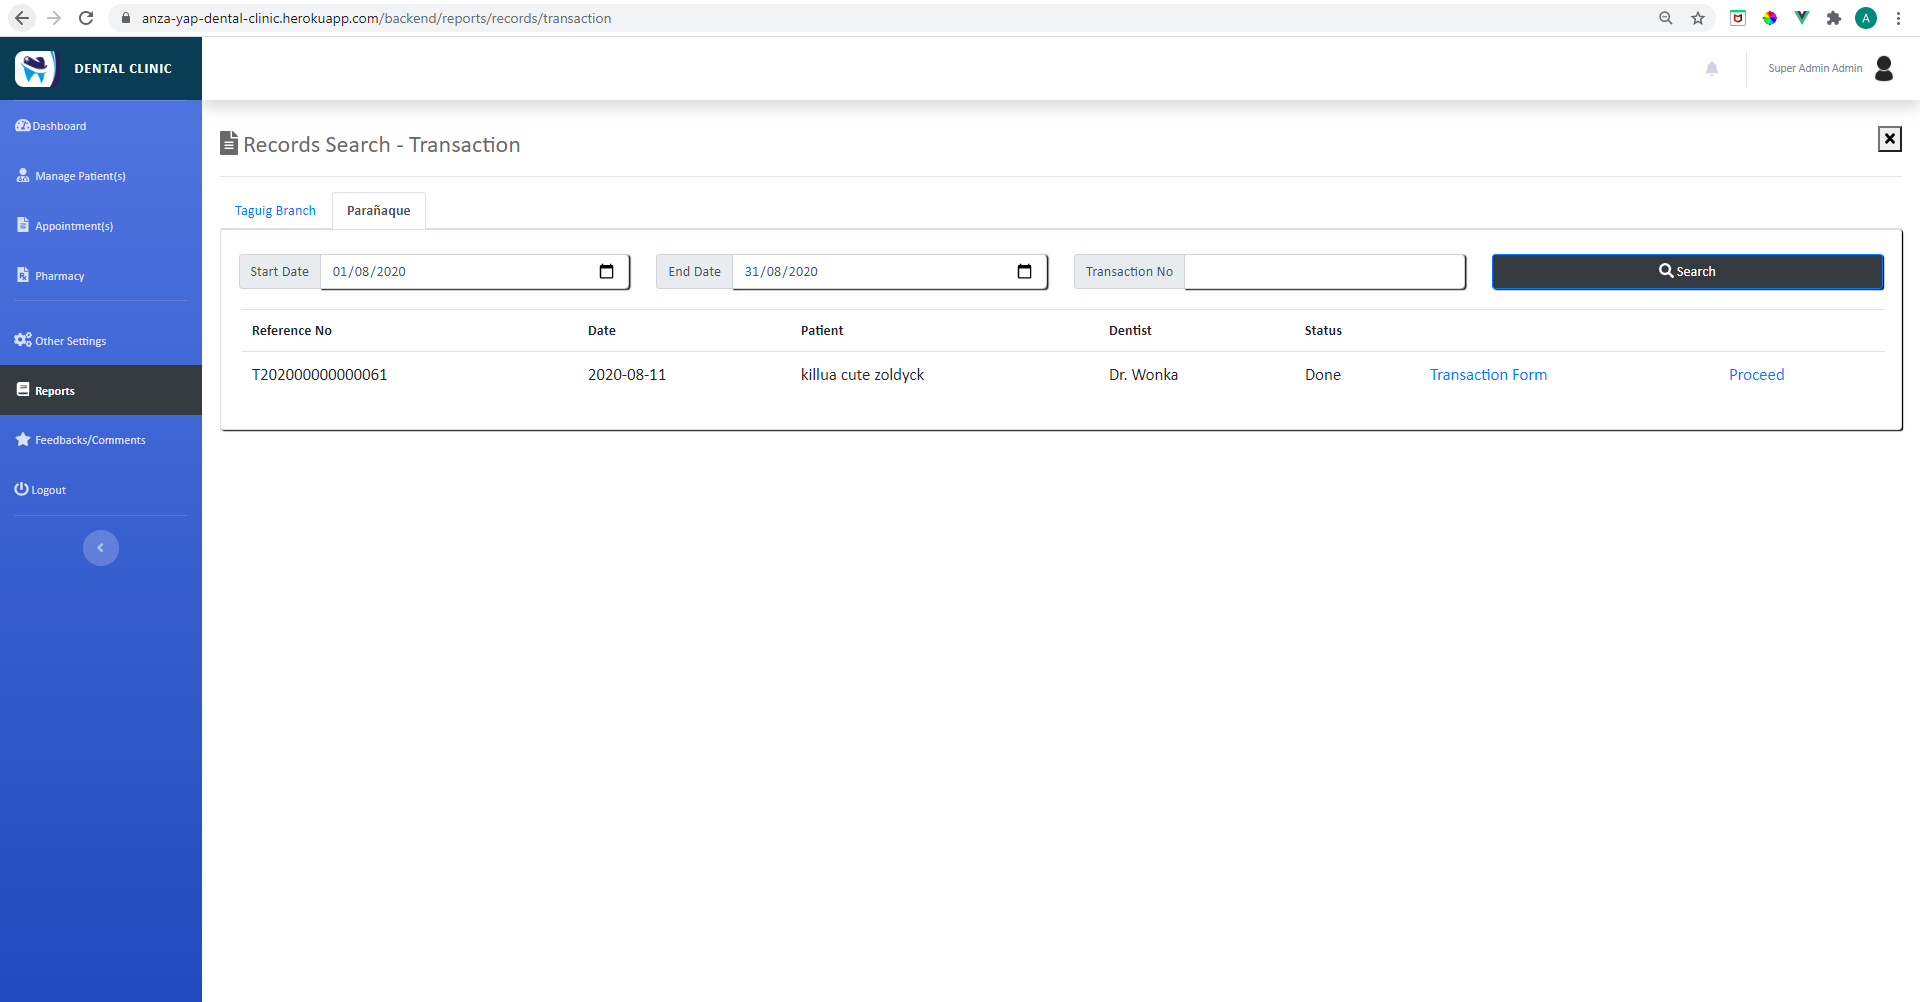 anza-yap-dental-clinic.herokuapp.com/backend/reports/records/transaction
A
DENTAL CLINIC
Super Admin Admin
Dashboard
Manage Patient(s)
Appointment(s)
Pharmacy
Other Settings
Reports
Feedbacks/Comments
Logout
Records Search - Transaction
Taguig Branch
Parañaque
Start Date 01/08/2020
End Date 31/08/2020
Transaction No
Search
Reference No Date Patient Dentist Status
T202000000000061 2020-08-11 killua cute zoldyck Dr. Wonka Done Transaction Form Proceed